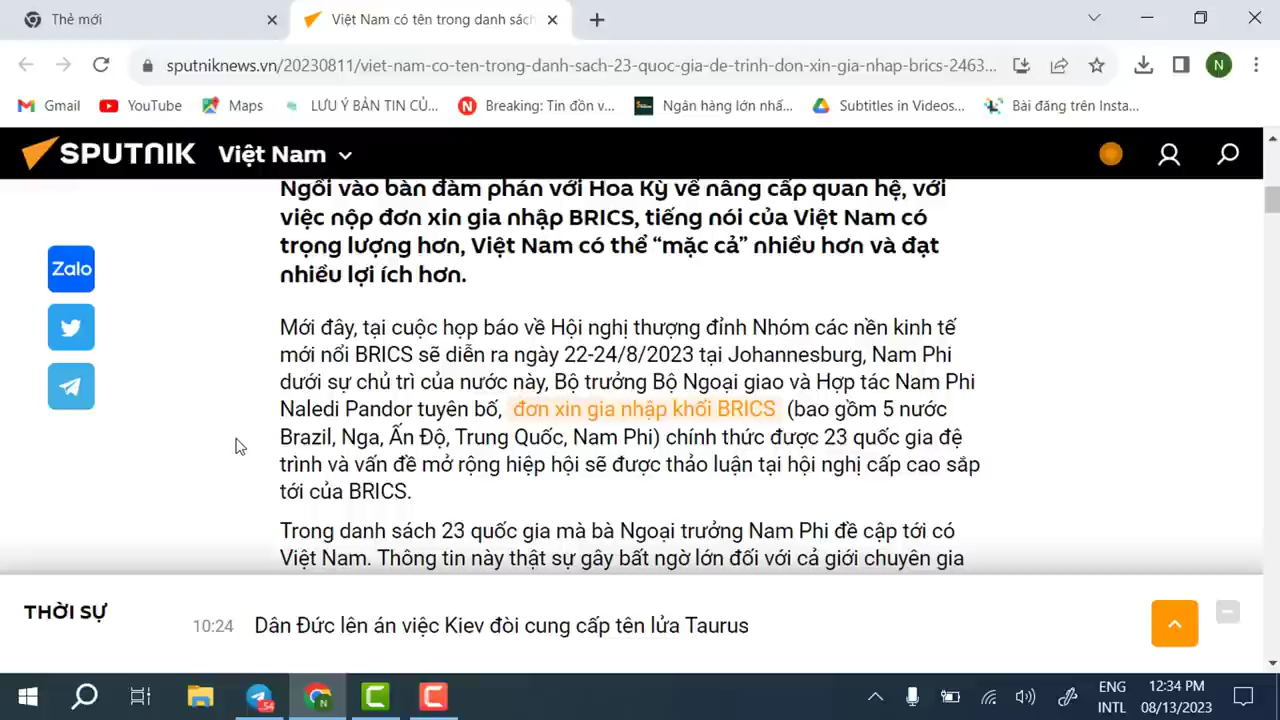 Thẻ mới
Việt Nam có tên trong danh sách
sputniknews.vn/20230811/viet-nam-co-ten-trong-danh-sach-23-quoc-gia-de-trinh-don-xin-gia-nhap-brics-2463...
N
Gmail
YouTube
Maps
LƯU Ý BẢN TIN CỦ...
Breaking: Tin đồn v...
Ngân hàng lớn nhấ...
Subtitles in Videos...
Bài đăng trên Insta...
SPUTNIK Việt Nam
Ngồi vào bàn đàm phán với Hoa Kỳ về nâng cấp quan hệ, với
việc nộp đơn xin gia nhập BRICS, tiếng nói của Việt Nam có
trọng lượng hơn, Việt Nam có thể “mặc cả” nhiều hơn và đạt
nhiều lợi ích hơn.
Zalo
Mới đây, tại cuộc họp báo về Hội nghị thượng đỉnh Nhóm các nền kinh tế
mới nổi BRICS sẽ diễn ra ngày 22-24/8/2023 tại Johannesburg, Nam Phi
dưới sự chủ trì của nước này, Bộ trưởng Bộ Ngoại giao và Hợp tác Nam Phi
Naledi Pandor tuyên bố, đơn xin gia nhập khối BRICS (bao gồm 5 nước
Brazil, Nga, Ấn Độ, Trung Quốc, Nam Phi) chính thức được 23 quốc gia đệ
trình và vấn đề mở rộng hiệp hội sẽ được thảo luận tại hội nghị cấp cao sắp
tới của BRICS.
Trong danh sách 23 quốc gia mà bà Ngoại trưởng Nam Phi đề cập tới có
Việt Nam. Thông tin này thật sự gây bất ngờ lớn đối với cả giới chuyên gia
THỜI SỰ
10:24 Dân Đức lên án việc Kiev đòi cung cấp tên lửa Taurus
54
N
ENG
INTL
12:34 PM
08/13/2023